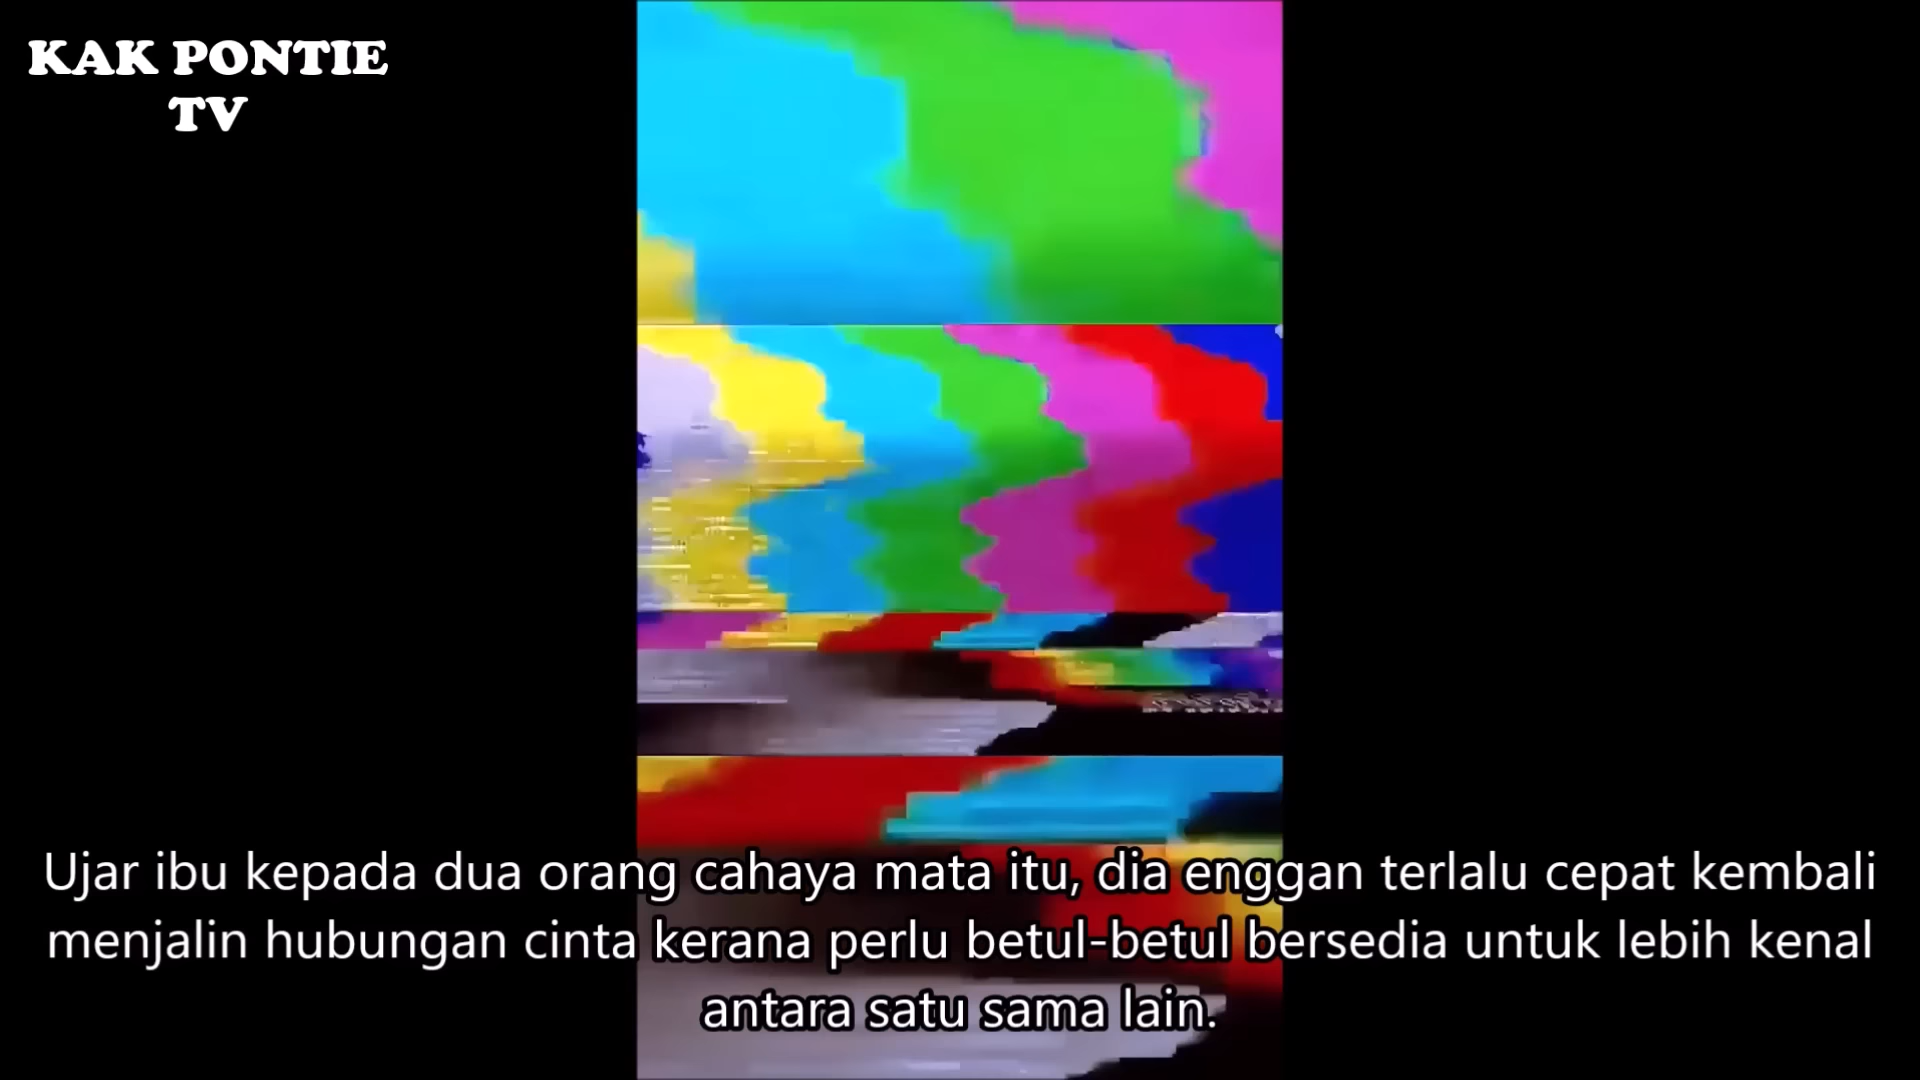 KAK PONTIE
TV
Ujar ibu kepada dua orang cahaya mata itu, dia enggan terlalu cepat kembali
menjalin hubungan cinta kerana perlu betul-betul bersedia untuk lebih kenal
antara satu sama lain.